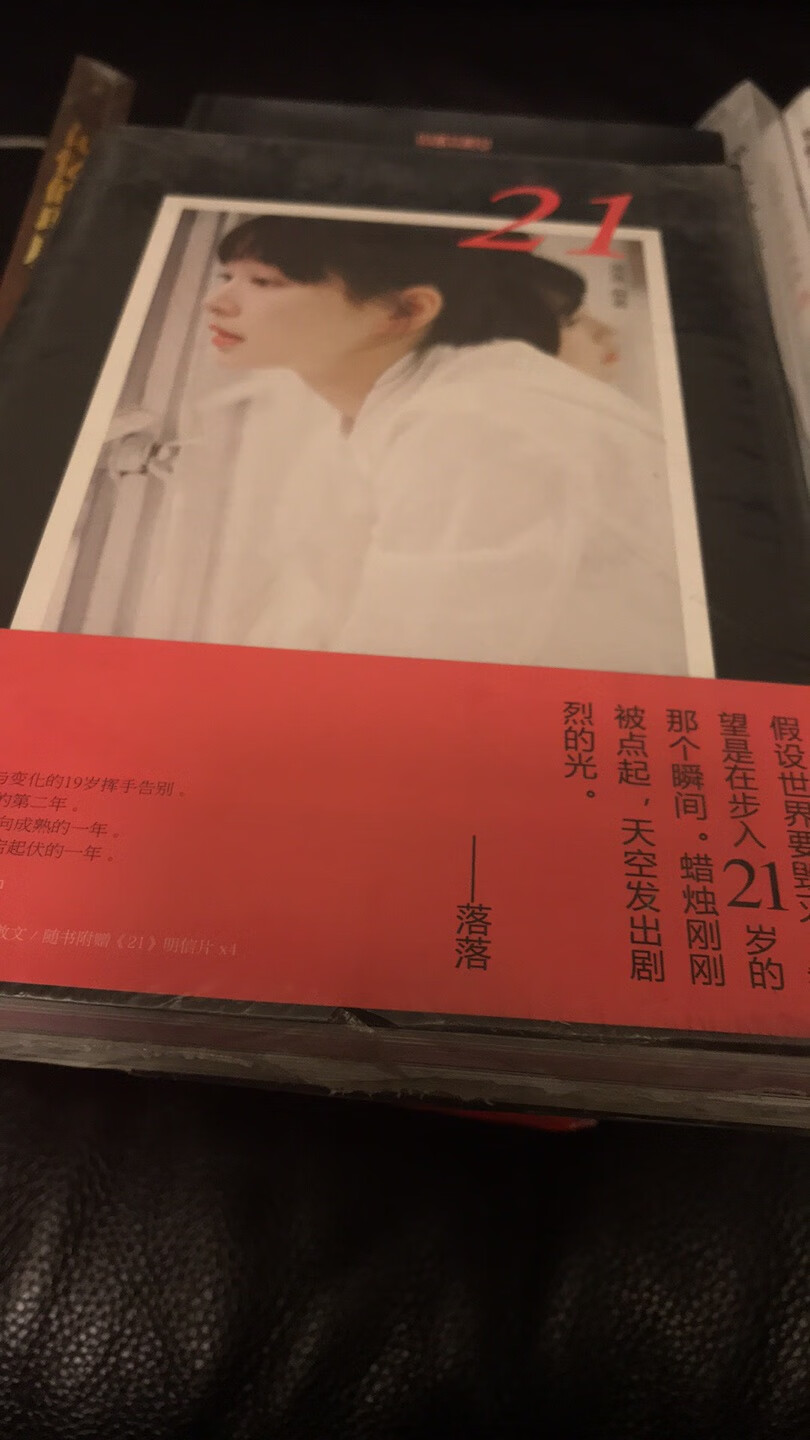 21
假设世界要毁灭
望是在步入21岁的
那个瞬间。蜡烛刚刚
被点起，天空发出剧
烈的光。
——落落
与变化的19岁挥手告别。
的第二年。
向成熟的一年。
起伏的一年。
散文 / 随书附赠《21》明信片 x4